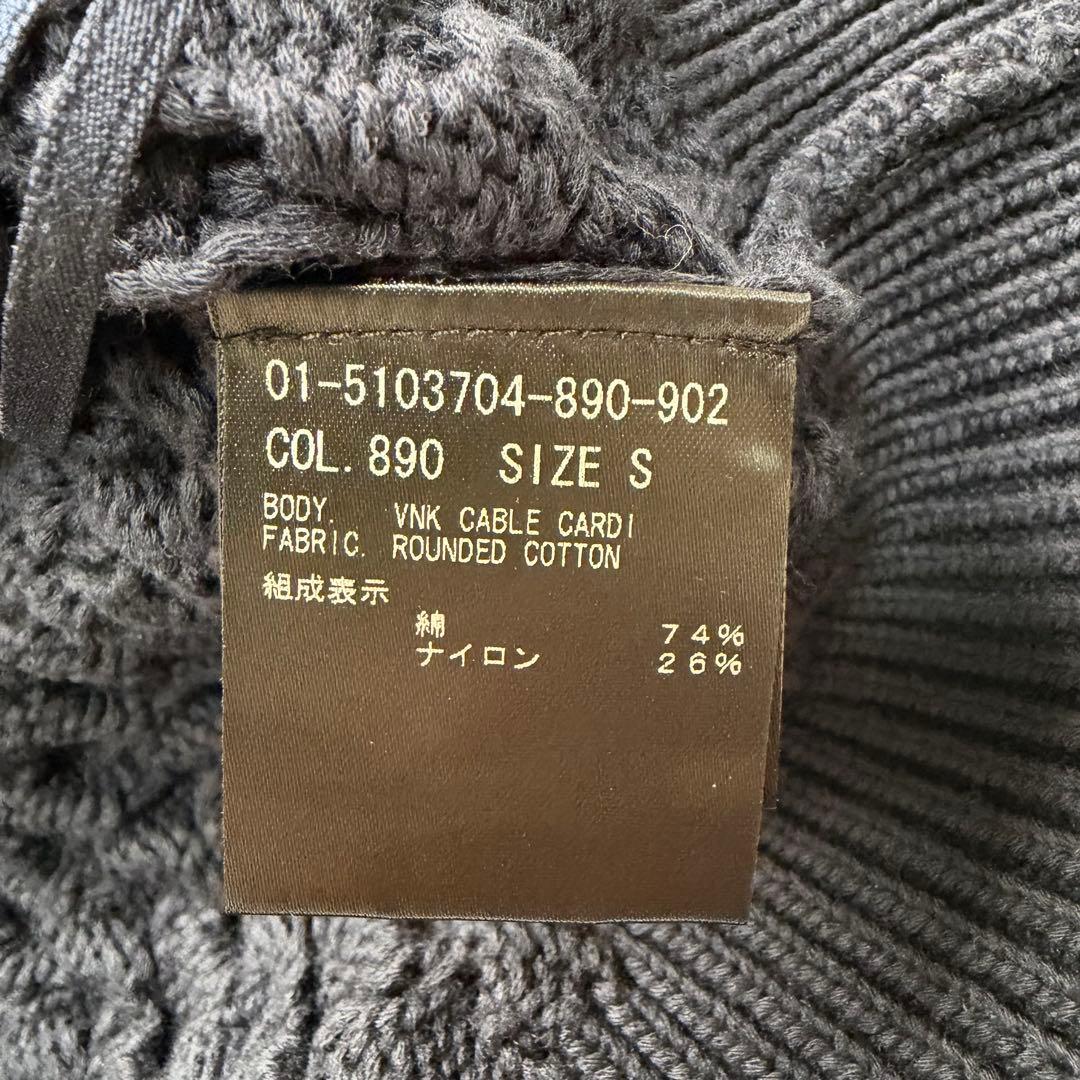 01-5103704-890-902
COL. 890 SIZE S
BODY. VNK CABLE CARDI
FABRIC. ROUNDED COTTON
組成表示
綿 74%
ナイロン 26%